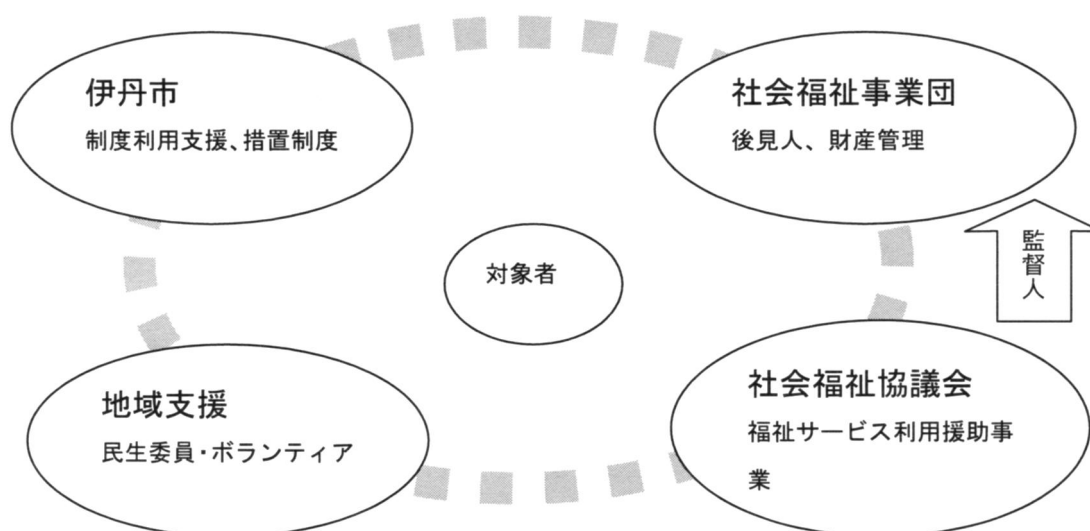 伊丹市
制度利用支援、措置制度
社会福祉事業団
後見人、財産管理
対象者
監督人
地域支援
民生委員・ボランティア
社会福祉協議会
福祉サービス利用援助事
業